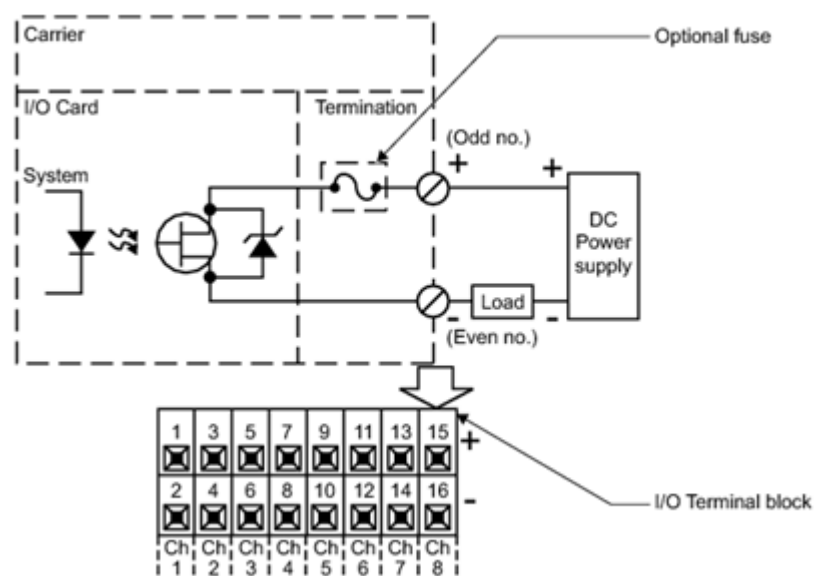 Carrier
Optional fuse
I/O Card
Termination
(Odd no.)
+ +
System
DC
Power
supply
Load
- -
(Even no.)
1 3 5 7 9 11 13 15
+
2 4 6 8 10 12 14 16
-
I/O Terminal block
Ch Ch Ch Ch Ch Ch Ch Ch
1 2 3 4 5 6 7 8